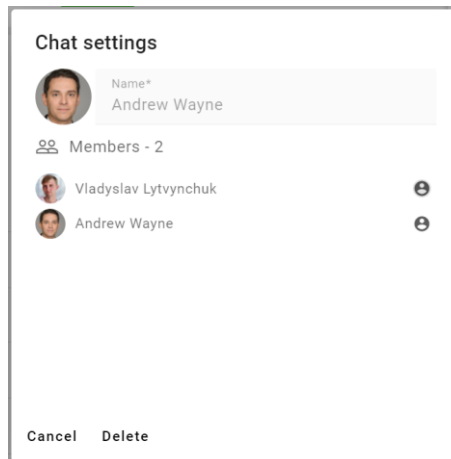 Chat settings
Name*
Andrew Wayne
Members - 2
Vladyslav Lytvynchuk
Andrew Wayne
Cancel Delete